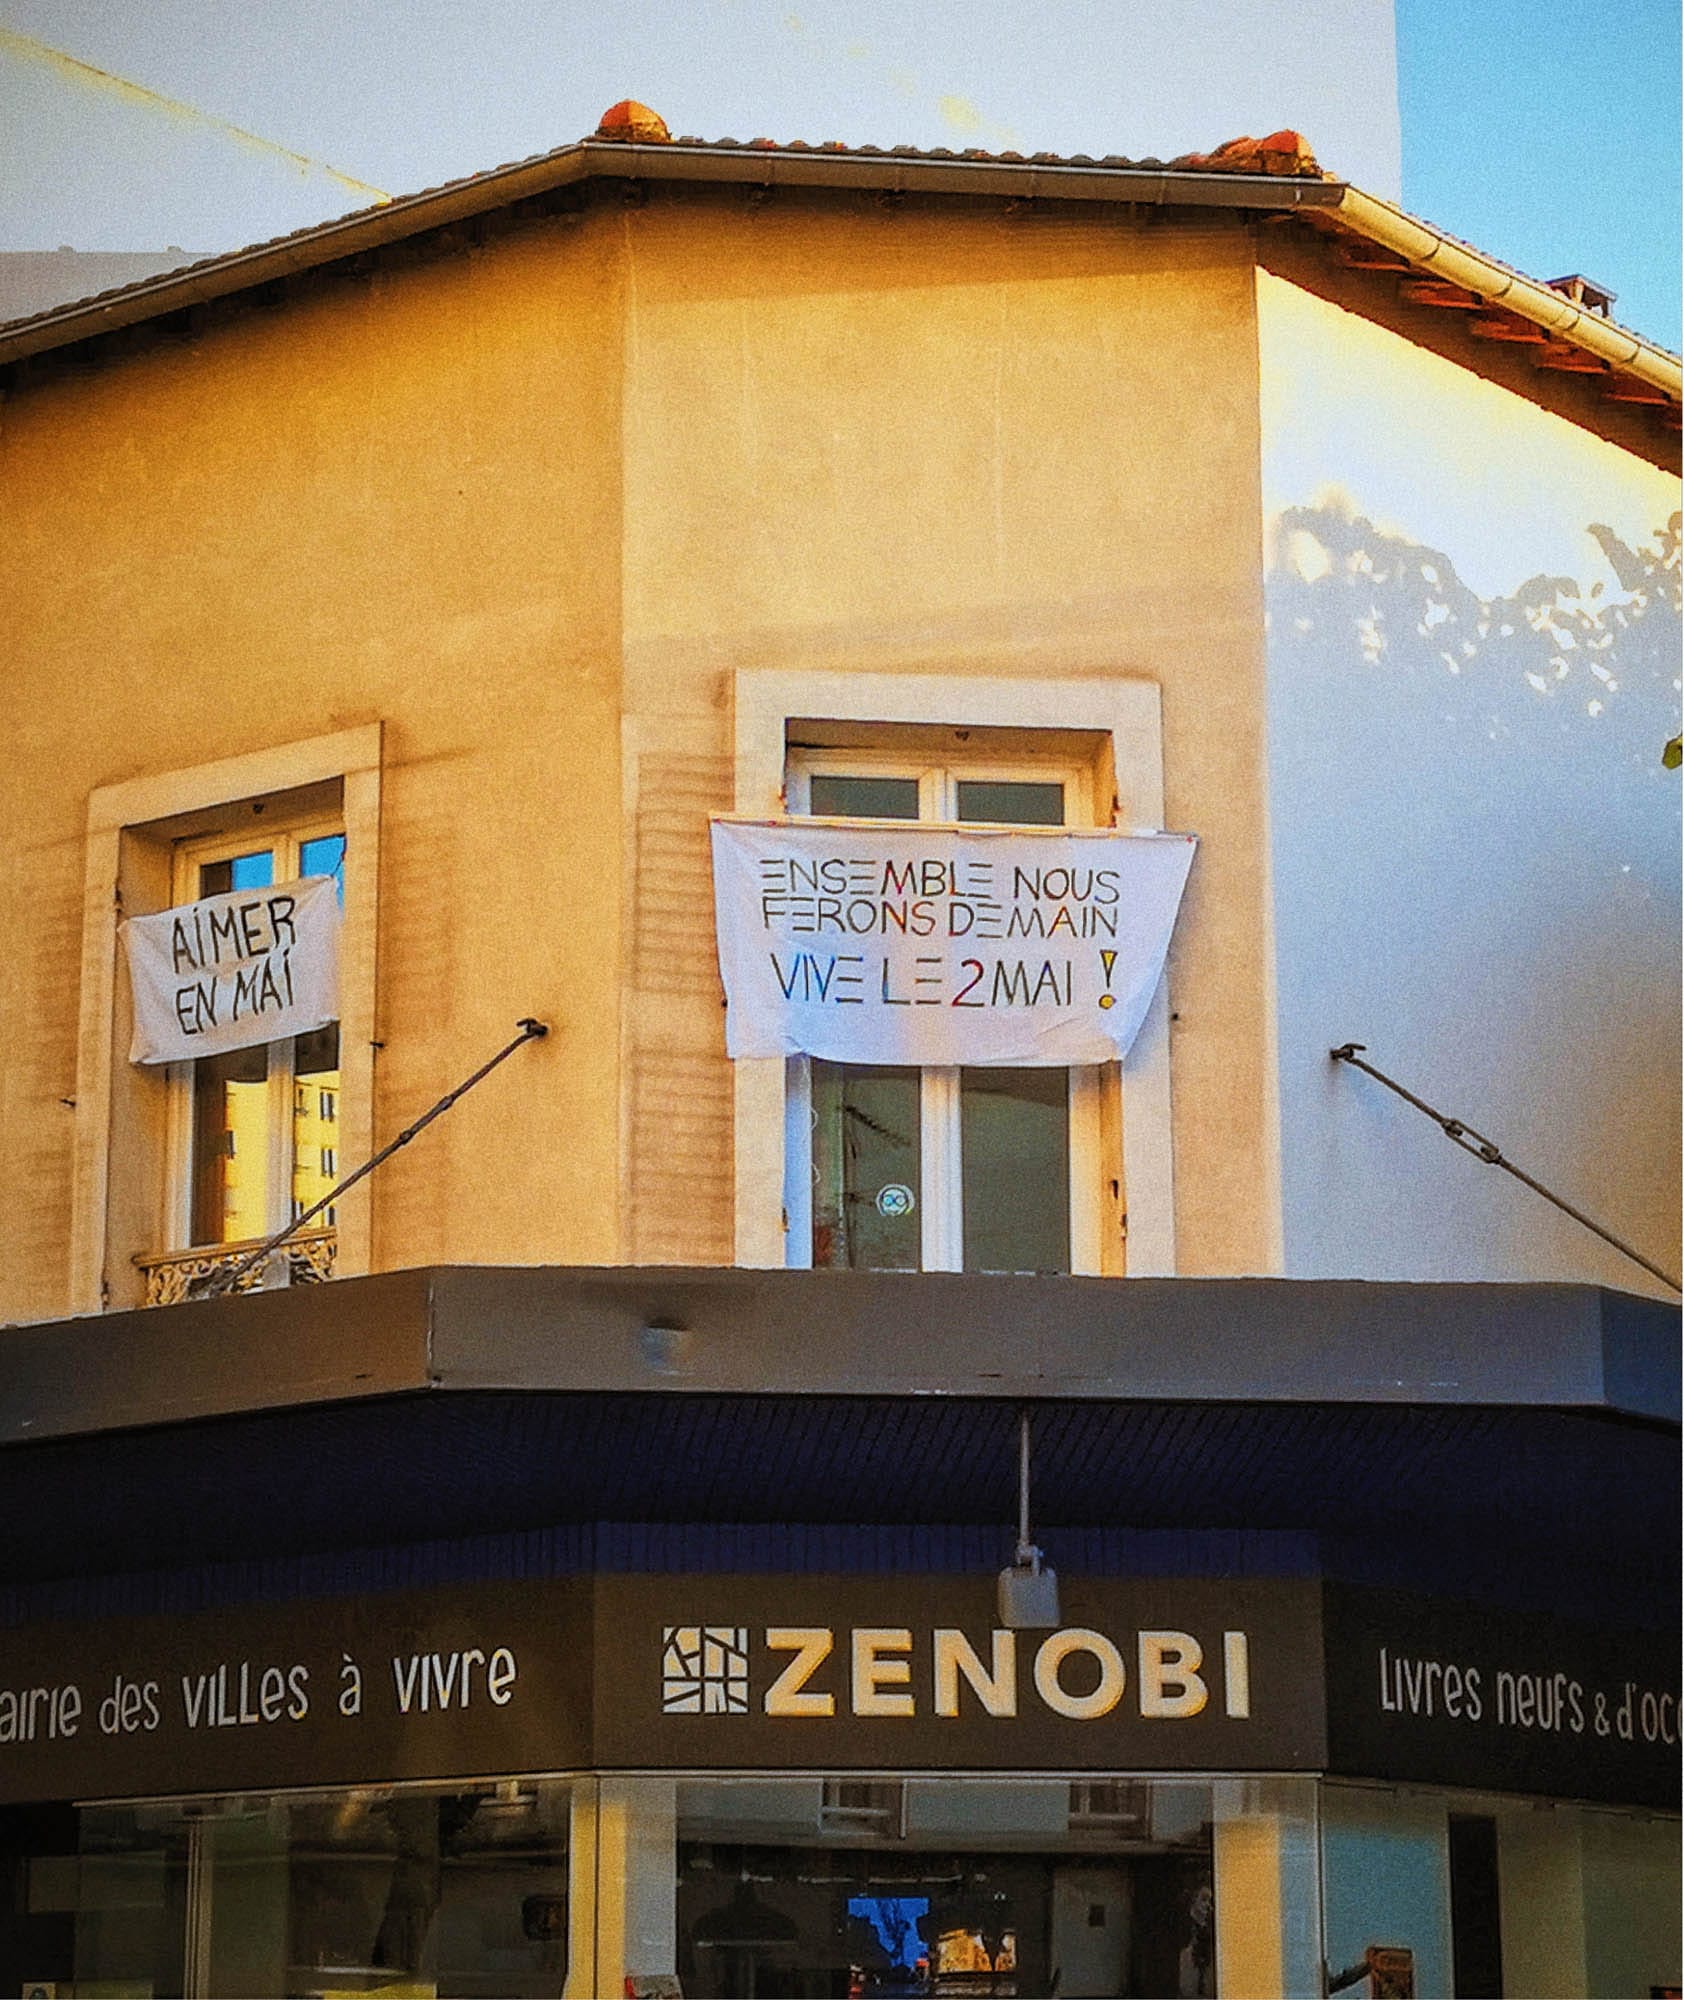 AIMER
EN MAI
ENSEMBLE NOUS
FERONS DEMAIN
VIVE LE 2 MAI !
des villes à vivre
ZENOBI
Livres neufs &